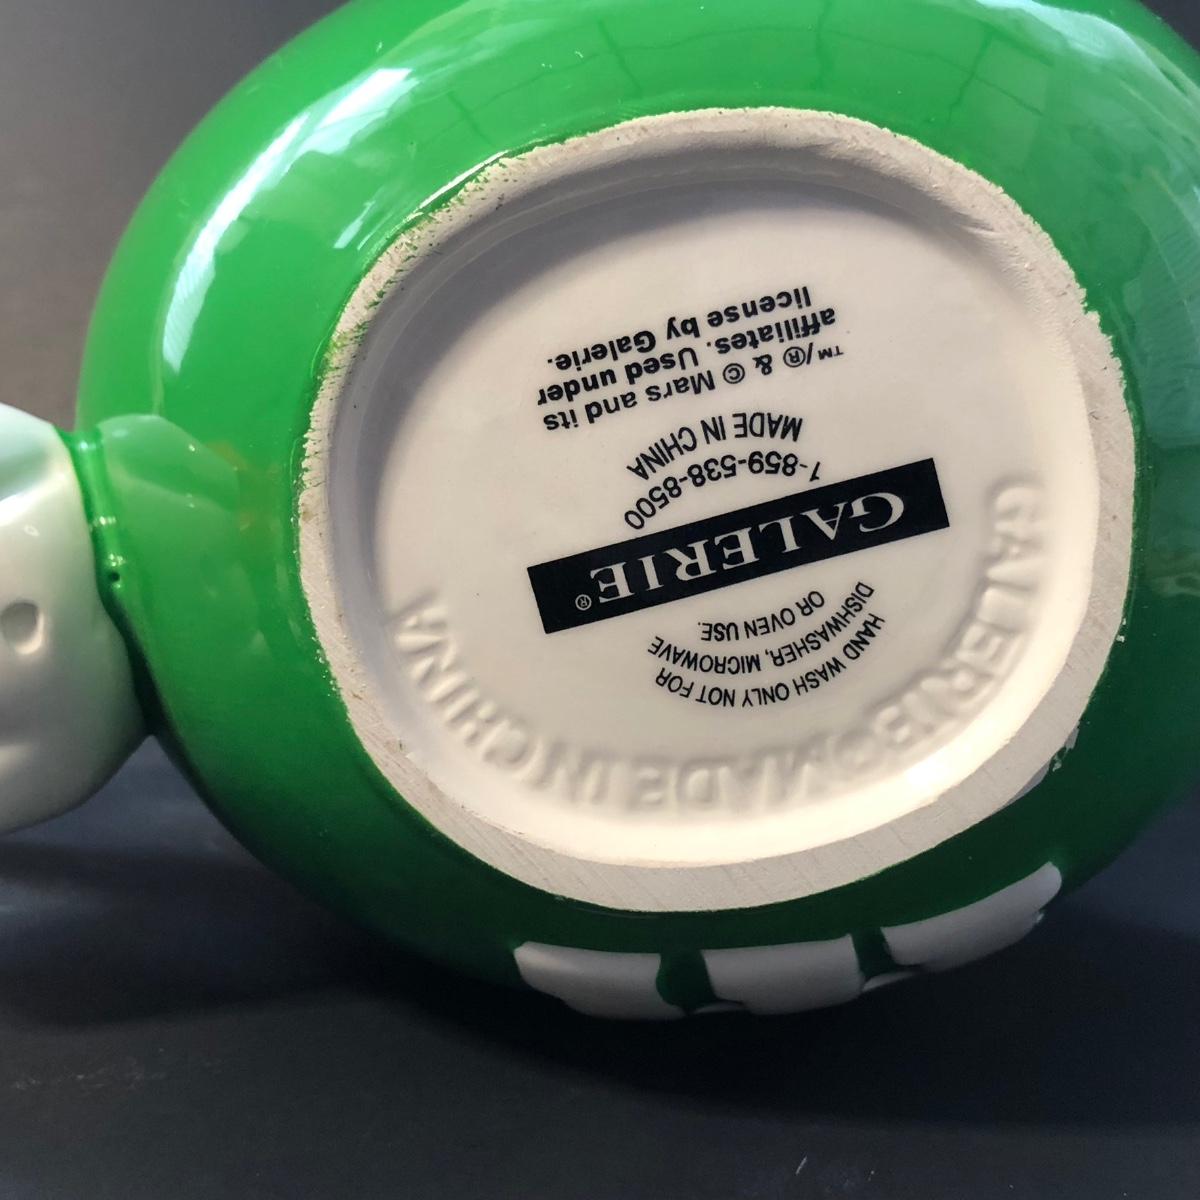 HAND WASH ONLY NOT FOR
DISHWASHER, MICROWAVE
OR OVEN USE.
GALERIE®
1-859-538-8500
MADE IN CHINA
™/® & © Mars and its
affiliates. Used under
license by Galerie.
GALERIE MADE IN CHINA